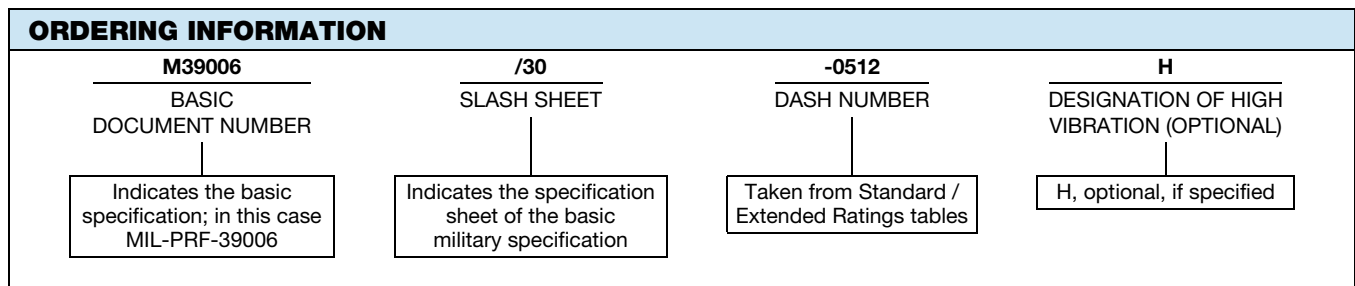 ORDERING INFORMATION
M39006
BASIC
DOCUMENT NUMBER
Indicates the basic
specification; in this case
MIL-PRF-39006
/30
SLASH SHEET
Indicates the specification
sheet of the basic
military specification
-0512
DASH NUMBER
Taken from Standard /
Extended Ratings tables
H
DESIGNATION OF HIGH
VIBRATION (OPTIONAL)
H, optional, if specified